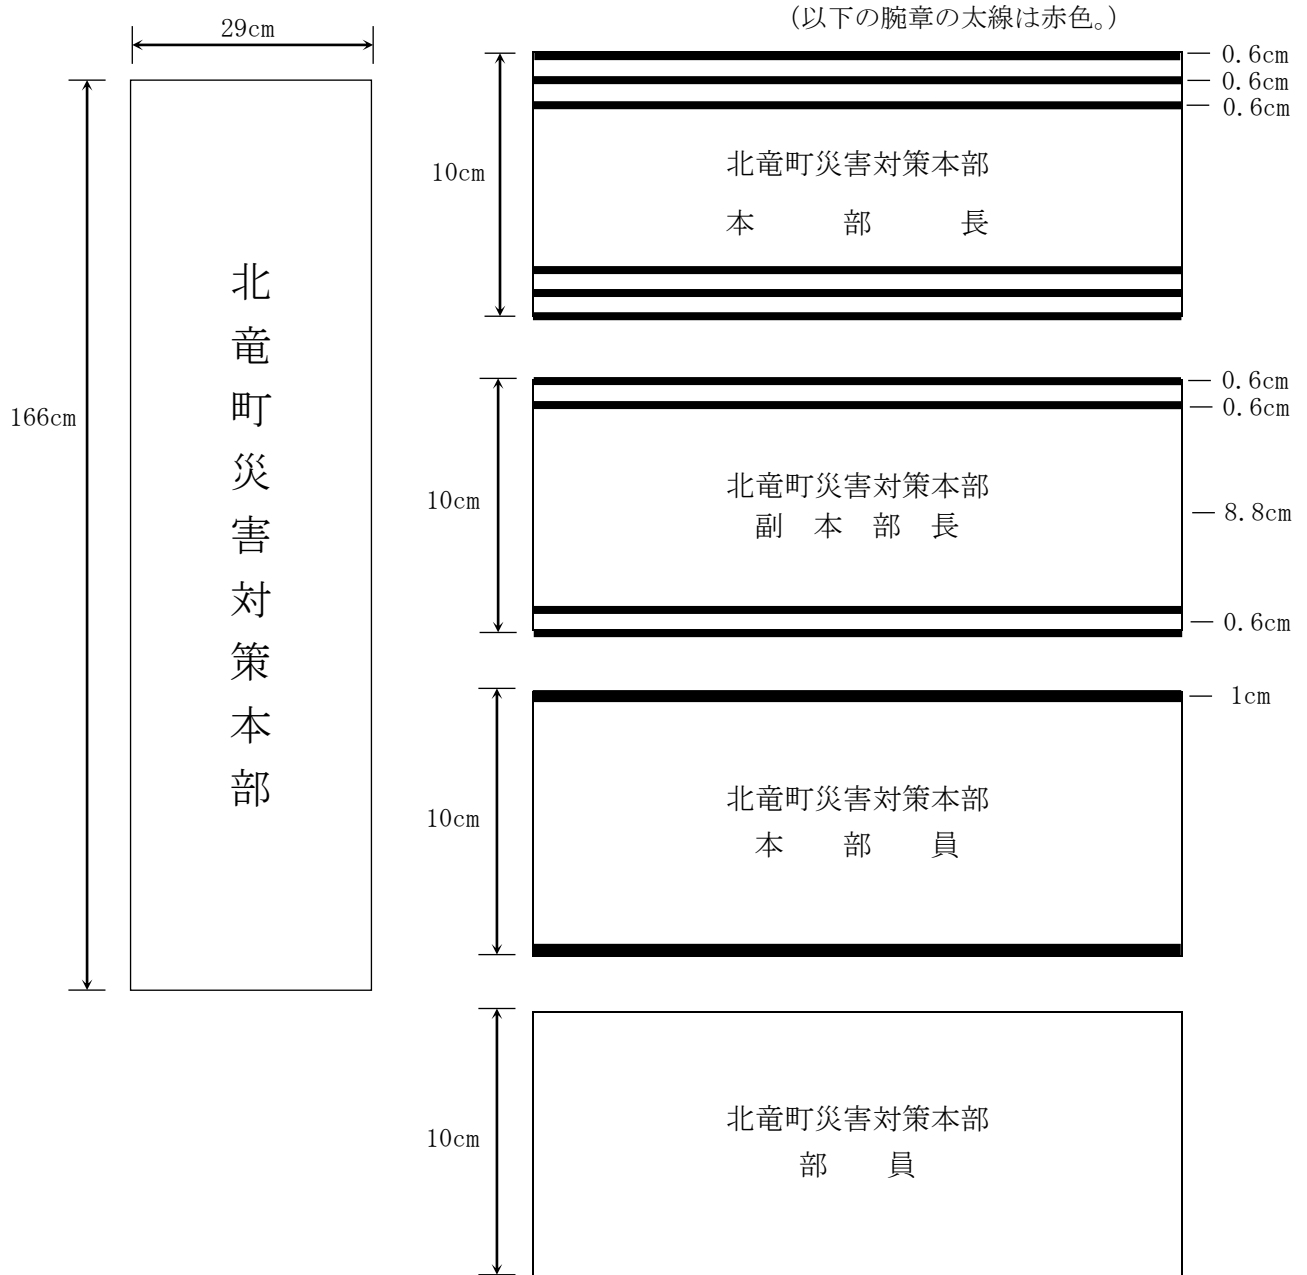 (以下の腕章の太線は赤色。)
29cm
166cm
北竜町災害対策本部
0.6cm
0.6cm
0.6cm
10cm
北竜町災害対策本部
本 部 長
0.6cm
0.6cm
10cm
北竜町災害対策本部
副 本 部 長
8.8cm
0.6cm
1cm
10cm
北竜町災害対策本部
本 部 員
10cm
北竜町災害対策本部
部 員